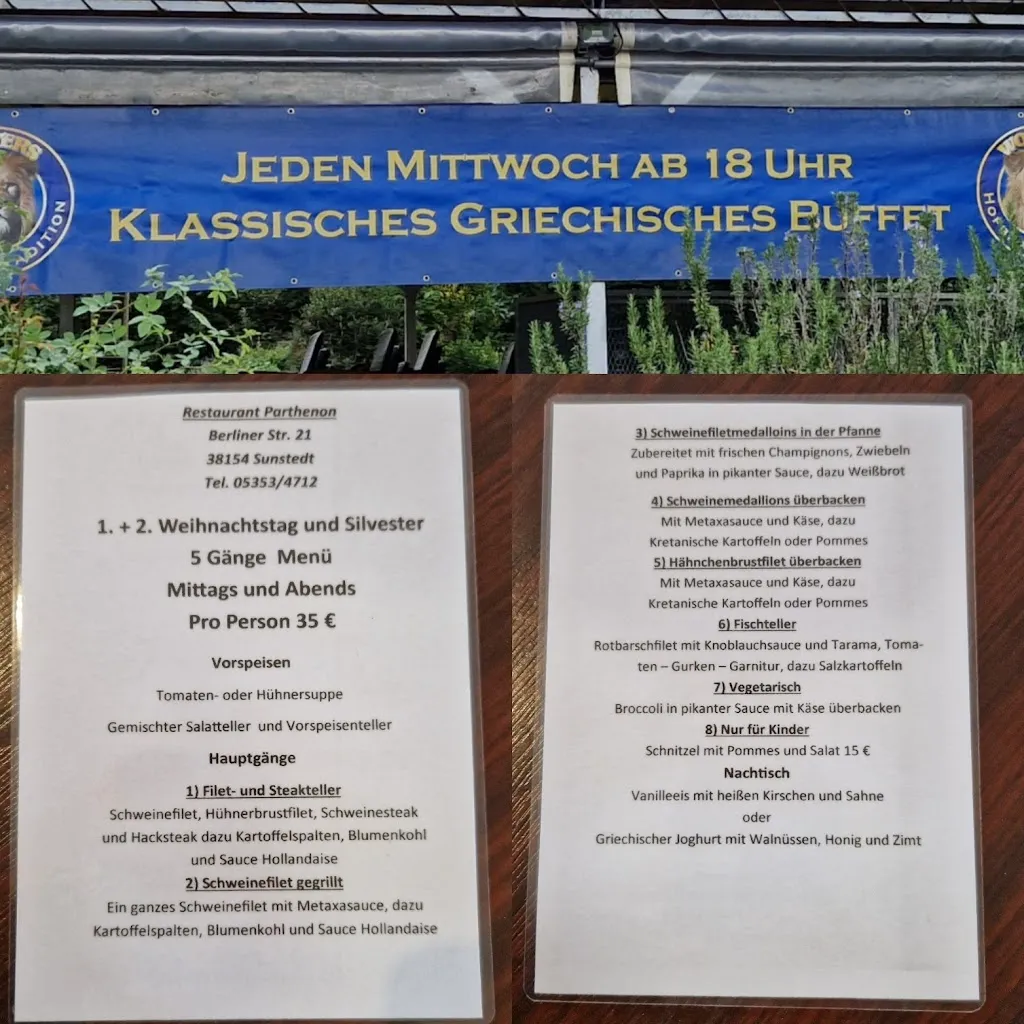 JEDEN MITTWOCH AB 18 UHR
KLASSISCHES GRIECHISCHES BUFFET
Restaurant Parthenon
Berliner Str. 21
38154 Sunstedt
Tel. 05353/4712
1. + 2. Weihnachtstag und Silvester
5 Gänge Menü
Mittags und Abends
Pro Person 35 €
Vorspeisen
Tomaten- oder Hühnersuppe
Gemischter Salatteller und Vorspeisenteller
Hauptgänge
1) Filet- und Steakteller
Schweinefilet, Hühnerbrustfilet, Schweinesteak
und Hacksteak dazu Kartoffelspalten, Blumenkohl
und Sauce Hollandaise
2) Schweinefilet gegrillt
Ein ganzes Schweinefilet mit Metaxasauce, dazu
Kartoffelspalten, Blumenkohl und Sauce Hollandaise
3) Schweinefiletmedalloins in der Pfanne
Zubereitet mit frischen Champignons, Zwiebeln
und Paprika in pikanter Sauce, dazu Weißbrot
4) Schweinemedallions überbacken
Mit Metaxasauce und Käse, dazu
Kretanische Kartoffeln oder Pommes
5) Hähnchenbrustfilet überbacken
Mit Metaxasauce und Käse, dazu
Kretanische Kartoffeln oder Pommes
6) Fischteller
Rotbarschfilet mit Knoblauchsauce und Tarama, Toma-
ten – Gurken – Garnitur, dazu Salzkartoffeln
7) Vegetarisch
Broccoli in pikanter Sauce mit Käse überbacken
8) Nur für Kinder
Schnitzel mit Pommes und Salat 15 €
Nachtisch
Vanilleeis mit heißen Kirschen und Sahne
oder
Griechischer Joghurt mit Walnüssen, Honig und Zimt